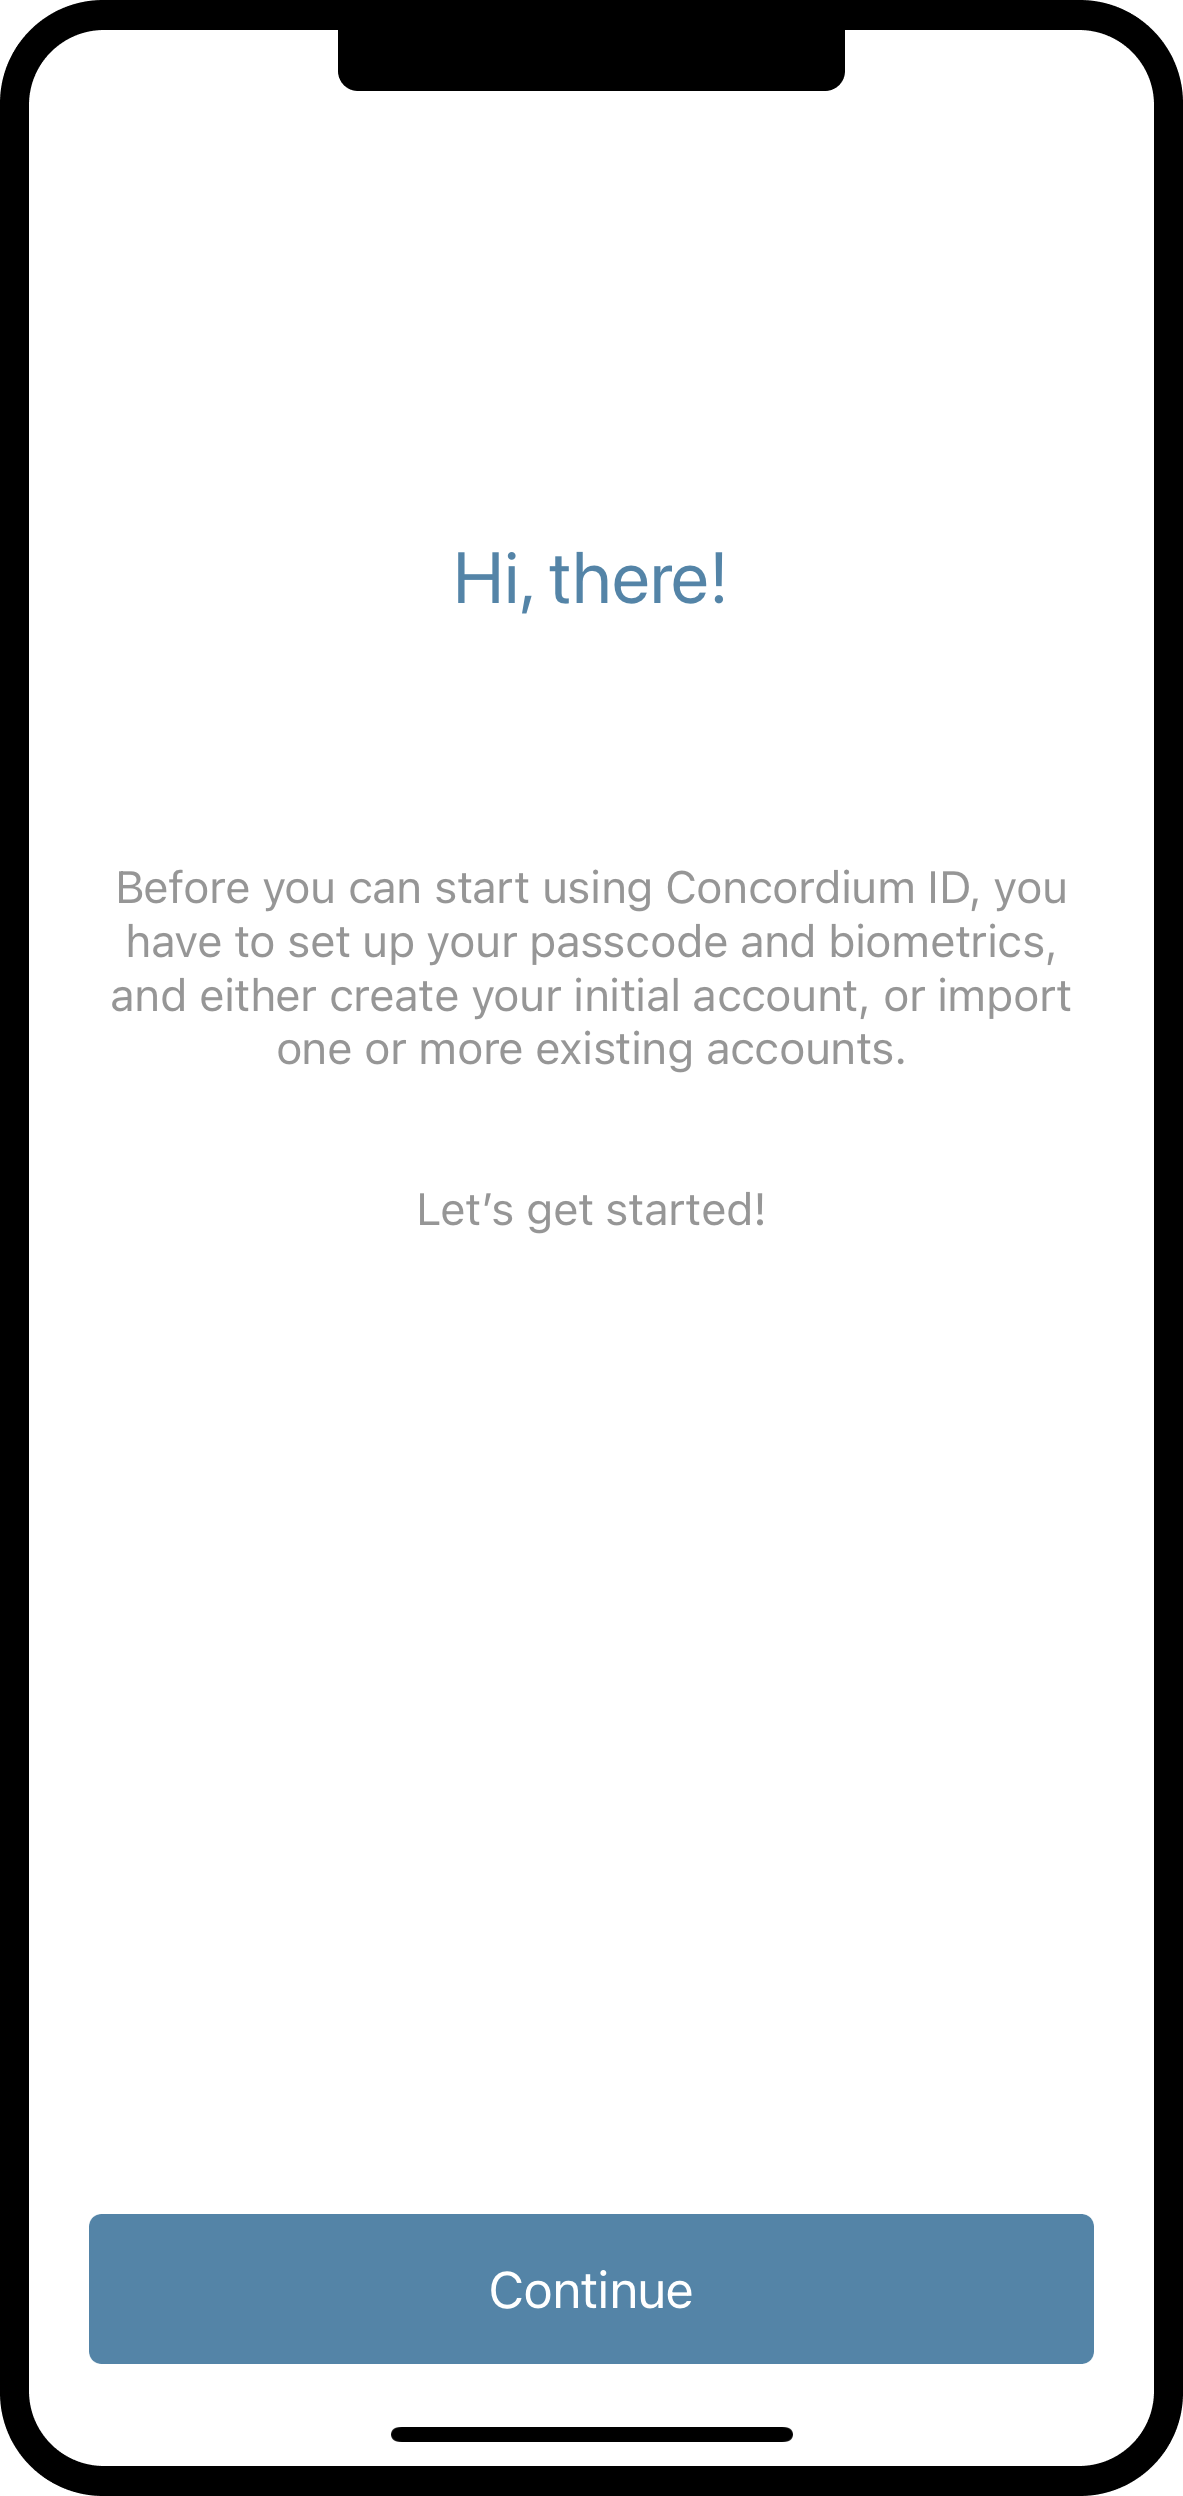 Hi, there!
Before you can start using Concordium ID, you
have to set up your passcode and biometrics,
and either create your initial account, or import
one or more existing accounts.
Let’s get started!
Continue